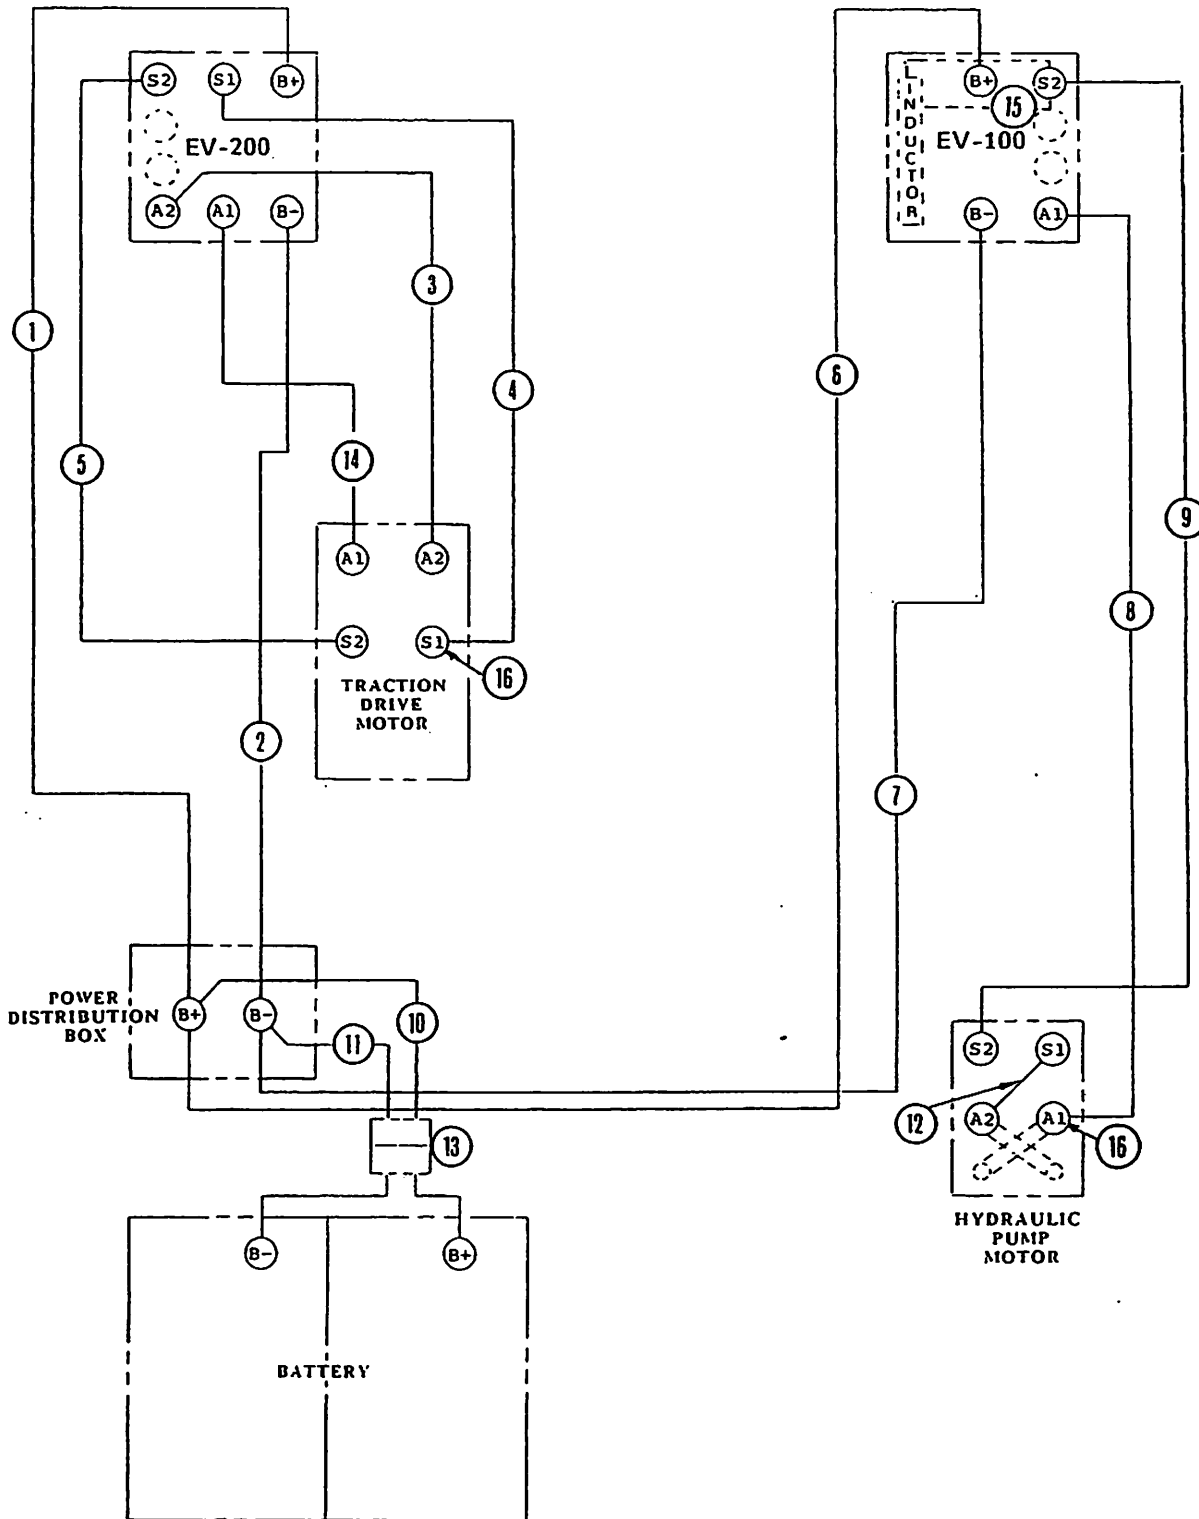 S2 S1 B+
EV-200
A2 A1 B-
B+ S2
INDUCTOR
15
EV-100
B- A1
1
3
4
5
14
6
9
8
A1 A2
S2 S1
16
TRACTION
DRIVE
MOTOR
2
7
POWER
DISTRIBUTION
BOX
B+ B-
10
11
13
S2 S1
12
A2 A1
16
HYDRAULIC
PUMP
MOTOR
B- B+
BATTERY